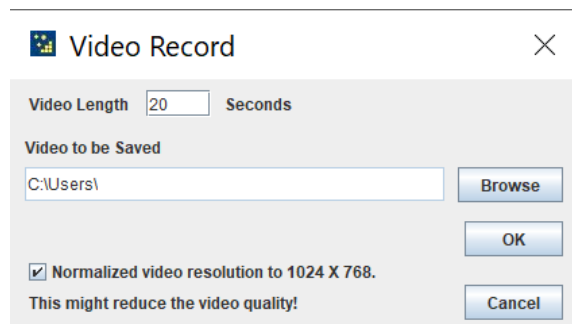 Video Record
Video Length 20 Seconds
Video to be Saved
C:\Users\ Browse
OK
Normalized video resolution to 1024 X 768.
This might reduce the video quality! Cancel